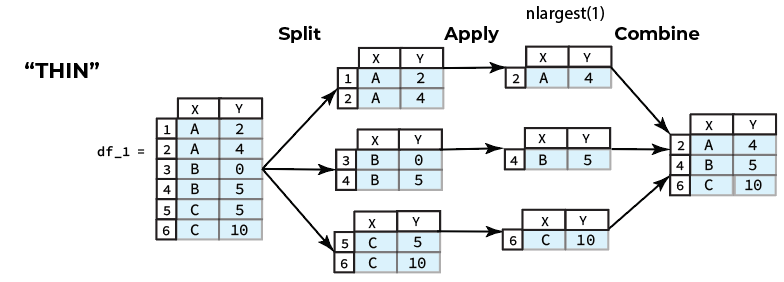 nlargest(1)
Split Apply Combine
“THIN”
df_1 =
X Y
1 A 2
2 A 4
3 B 0
4 B 5
5 C 5
6 C 10
X Y
1 A 2
2 A 4
X Y
3 B 0
4 B 5
X Y
5 C 5
6 C 10
X Y
2 A 4
X Y
4 B 5
X Y
6 C 10
X Y
2 A 4
4 B 5
6 C 10